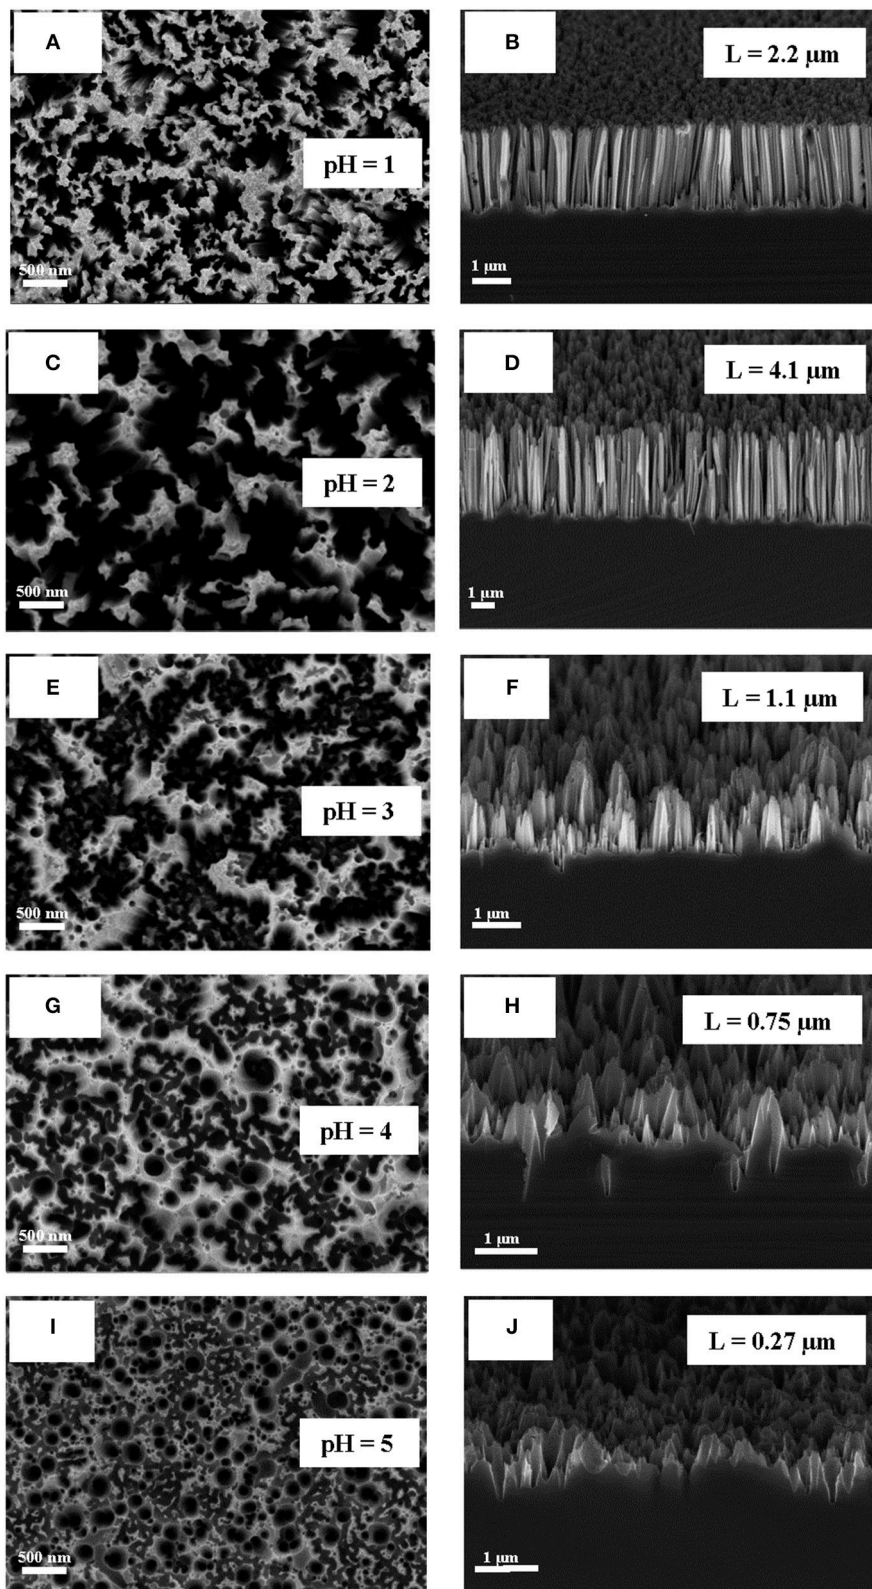 A
B
L = 2.2 μm
pH = 1
500 nm
1 μm
C
D
L = 4.1 μm
pH = 2
500 nm
1 μm
E
F
L = 1.1 μm
pH = 3
500 nm
1 μm
G
H
L = 0.75 μm
pH = 4
500 nm
1 μm
I
J
L = 0.27 μm
pH = 5
500 nm
1 μm